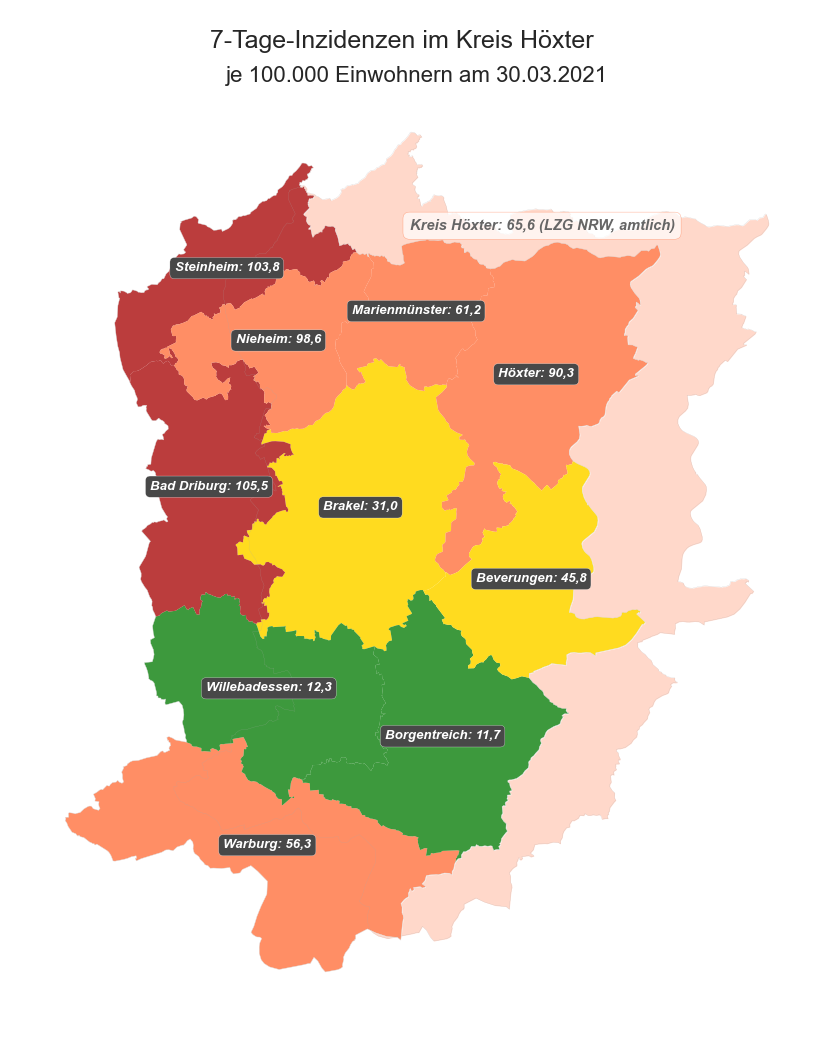 7-Tage-Inzidenzen im Kreis Höxter
je 100.000 Einwohnern am 30.03.2021
Kreis Höxter: 65,6 (LZG NRW, amtlich)
Steinheim: 103,8
Marienmünster: 61,2
Nieheim: 98,6
Höxter: 90,3
Bad Driburg: 105,5
Brakel: 31,0
Beverungen: 45,8
Willebadessen: 12,3
Borgentreich: 11,7
Warburg: 56,3